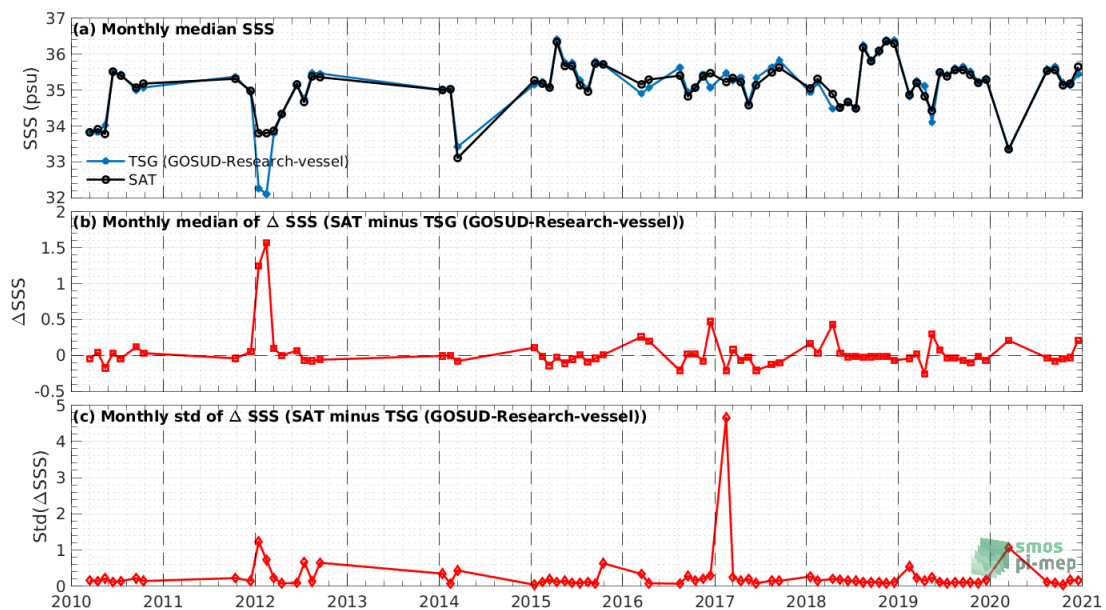 37
36
35
34
33
32
SSS (psu)
(a) Monthly median SSS
TSG (GOSUD-Research-vessel)
SAT
2
1.5
1
0.5
0
-0.5
ΔSSS
(b) Monthly median of Δ SSS (SAT minus TSG (GOSUD-Research-vessel))
5
4
3
2
1
0
Std(ΔSSS)
(c) Monthly std of Δ SSS (SAT minus TSG (GOSUD-Research-vessel))
smos
pi-mep
2010 2011 2012 2013 2014 2015 2016 2017 2018 2019 2020 2021